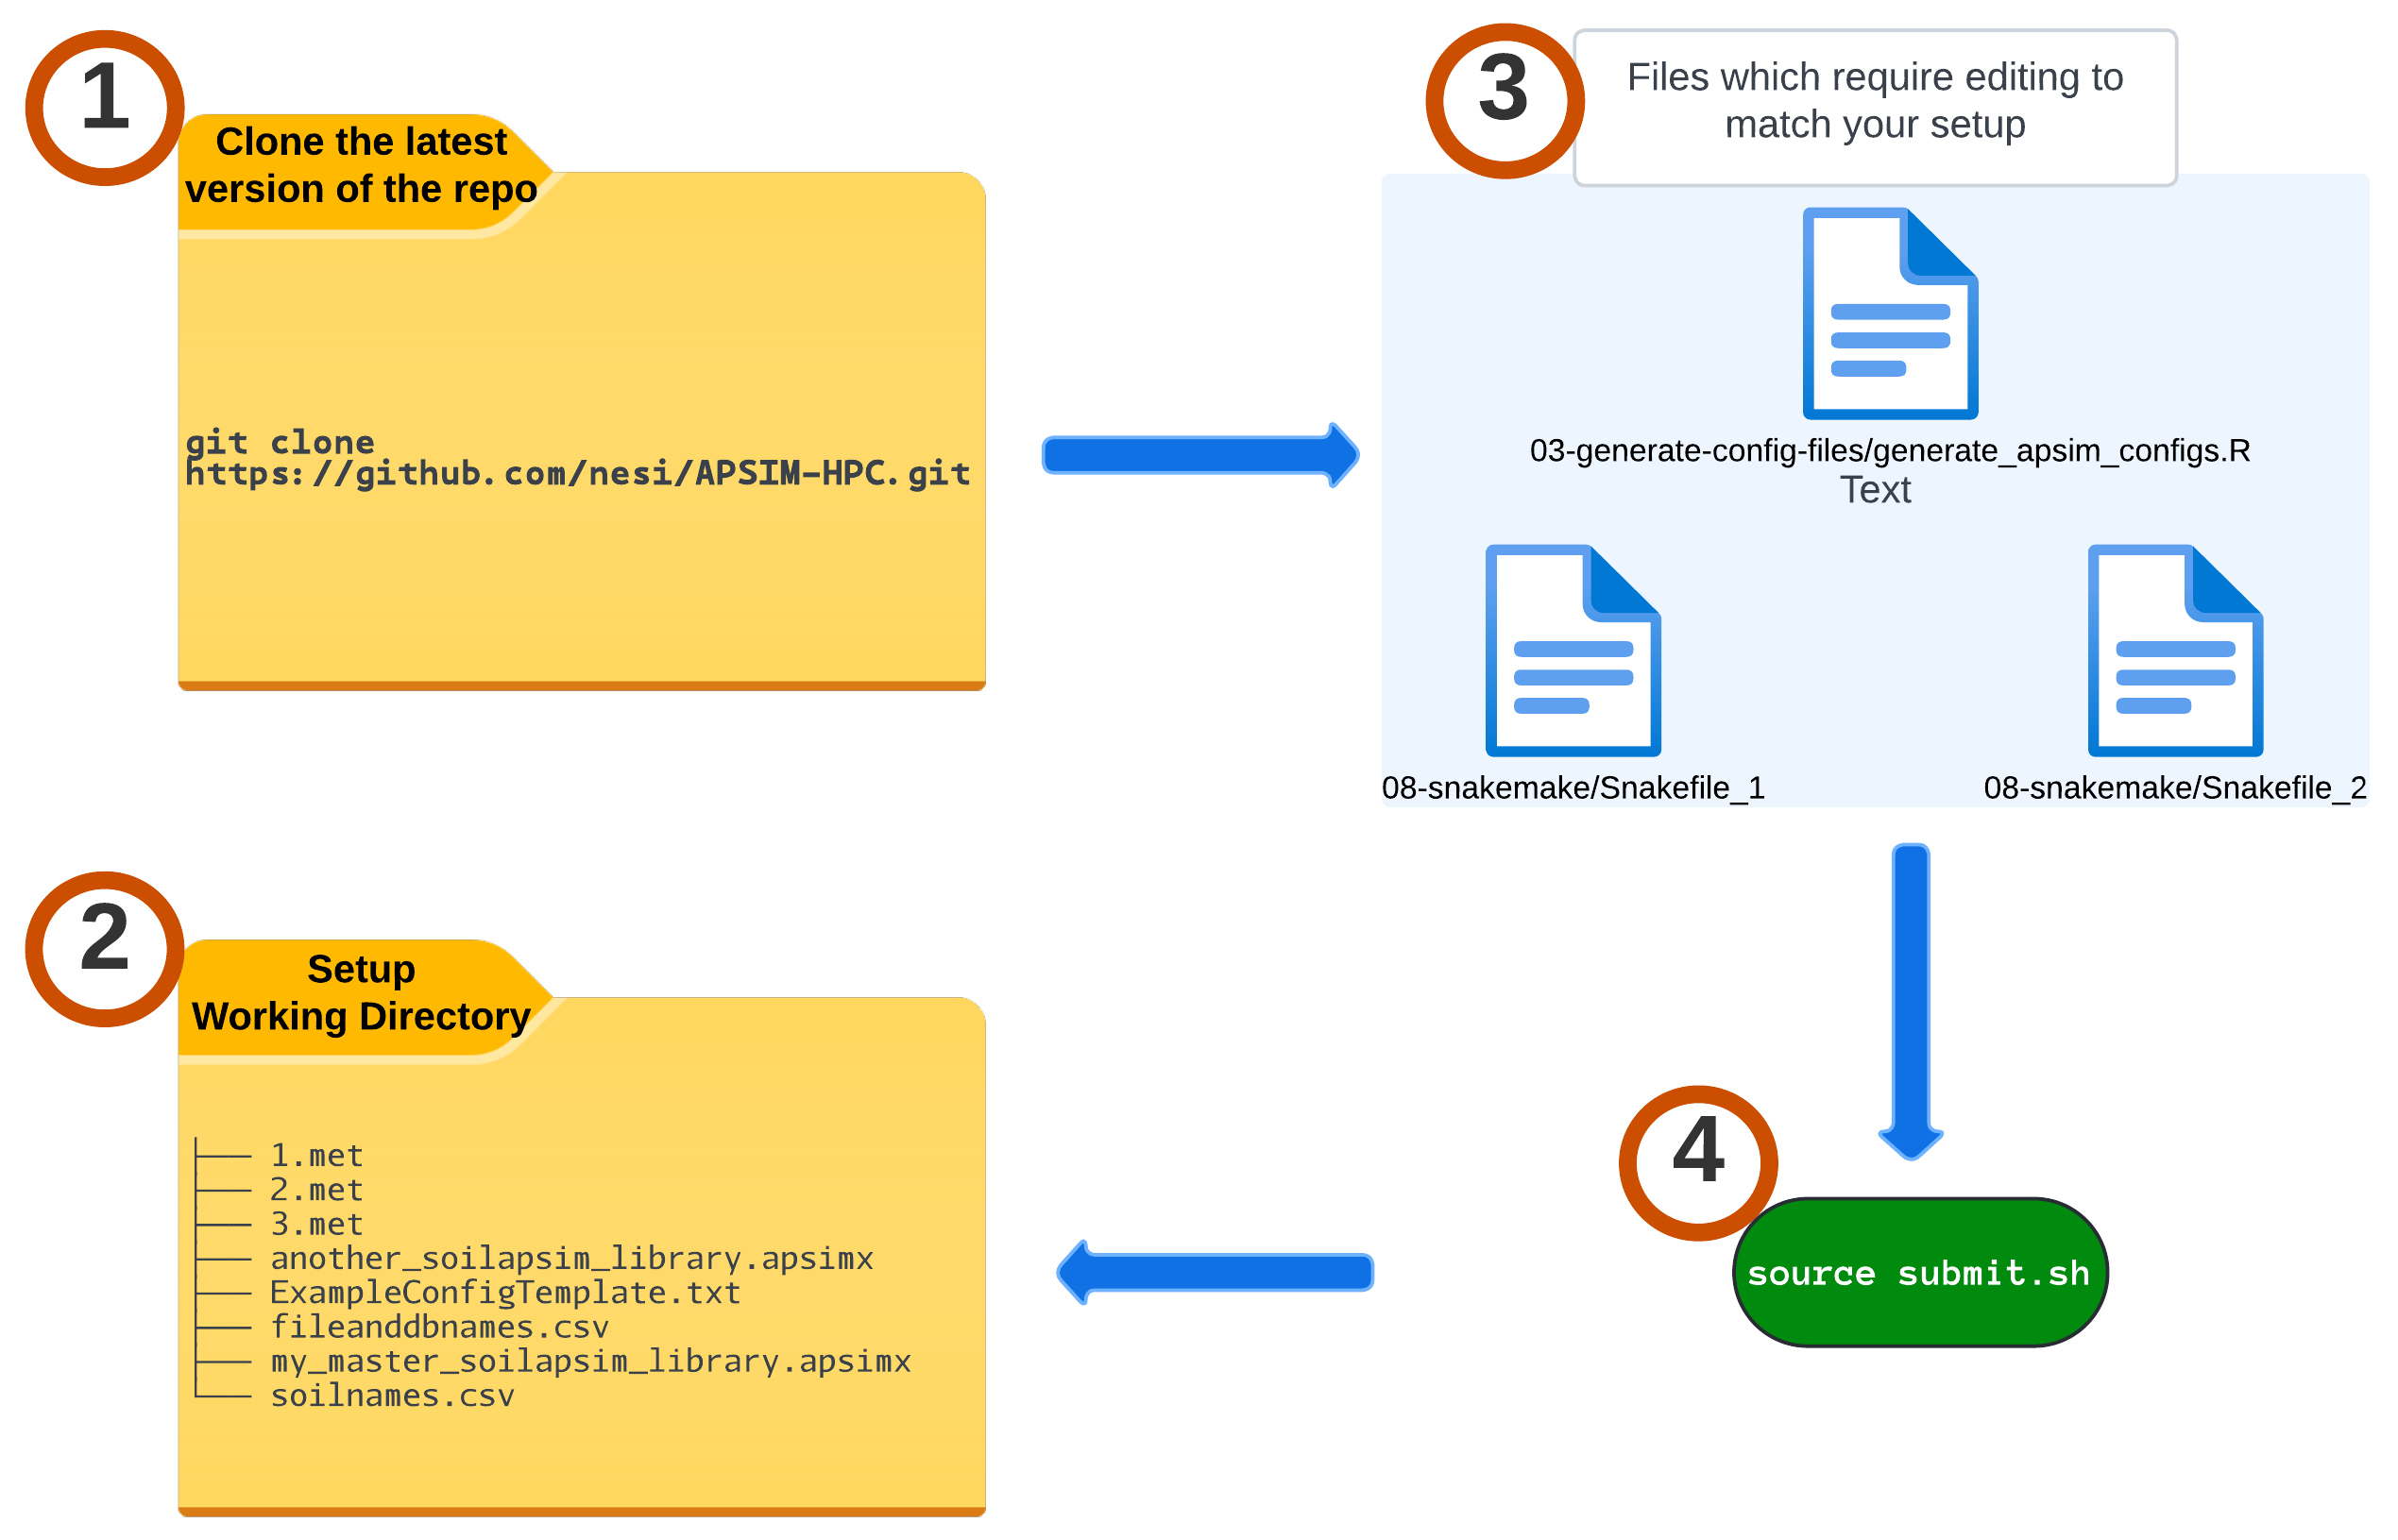 1
Clone the latest
version of the repo
git clone
https://github.com/nesi/APSIM-HPC.git
2
Setup
Working Directory
├── 1.met
├── 2.met
├── 3.met
├── another_soilapsim_library.apsimx
├── ExampleConfigTemplate.txt
├── fileanddbnames.csv
├── my_master_soilapsim_library.apsimx
└── soilnames.csv
3
Files which require editing to
match your setup
03-generate-config-files/generate_apsim_configs.R
Text
08-snakemake/Snakefile_1
08-snakemake/Snakefile_2
4
source submit.sh